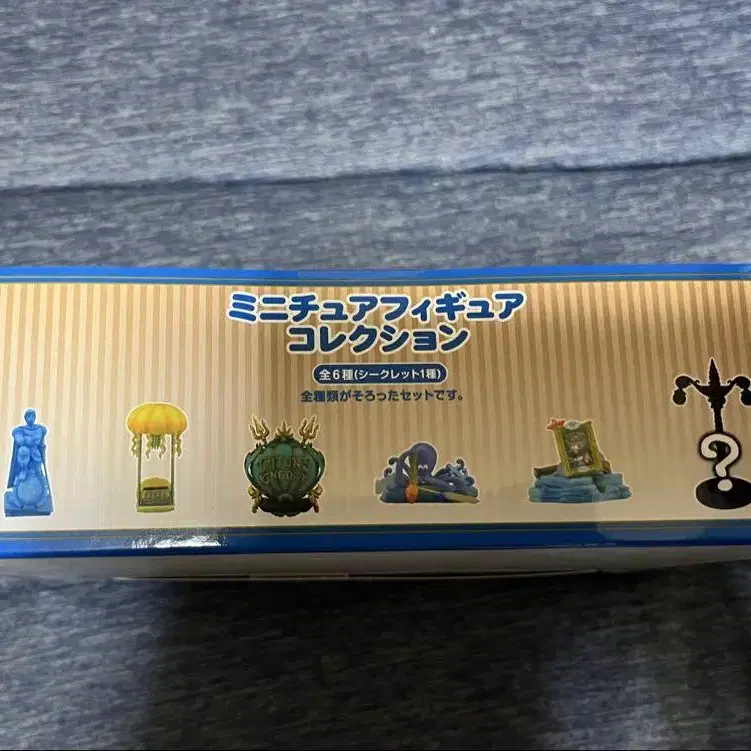 ミニチュアフィギュア
コレクション
全6種(シークレット1種)
全種類がそろったセットです。
?